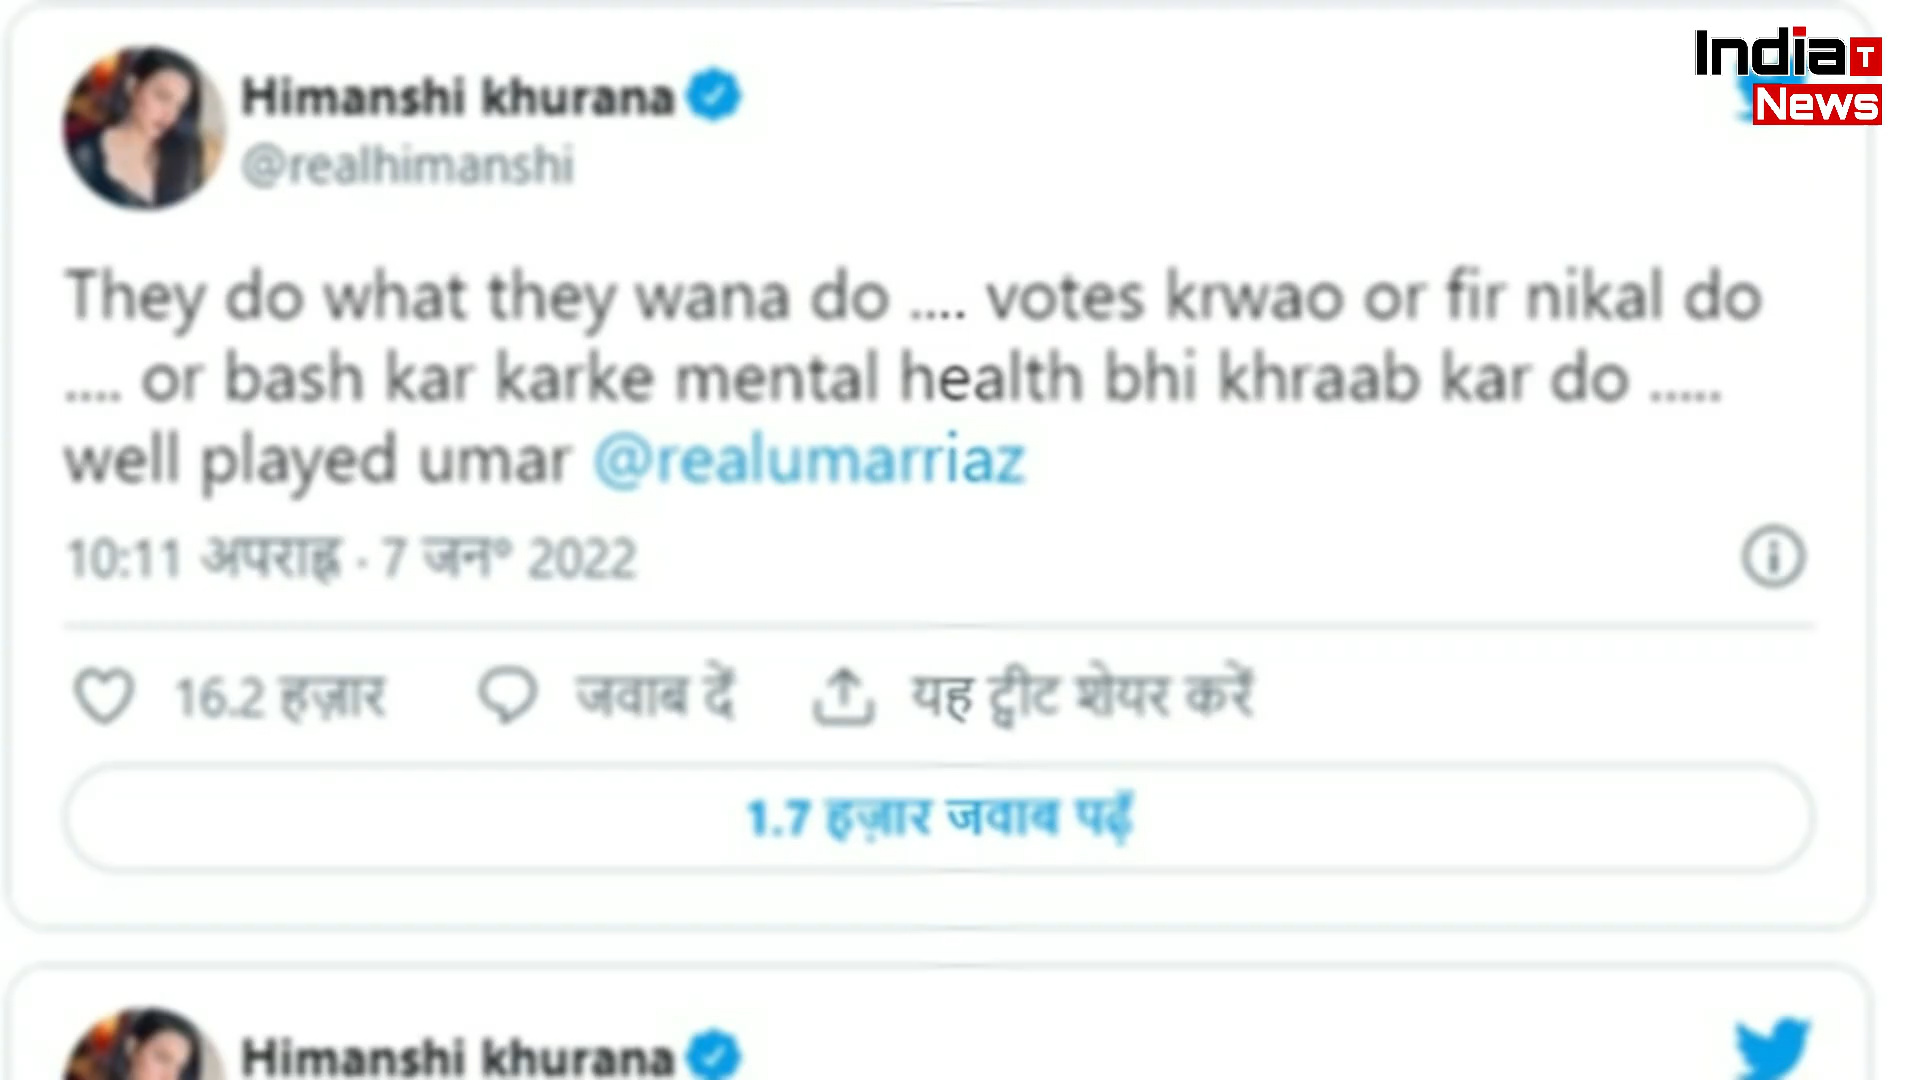 India T
News
Himanshi khurana
@realhimanshi
They do what they wana do .... votes krwao or fir nikal do
.... or bash kar karke mental health bhi khraab kar do .....
well played umar @realumarriaz
10:11 अपराह्न · 7 जन॰ 2022
16.2 हज़ार जवाब दें यह ट्वीट शेयर करें
1.7 हज़ार जवाब पढ़ें
Himanshi khurana